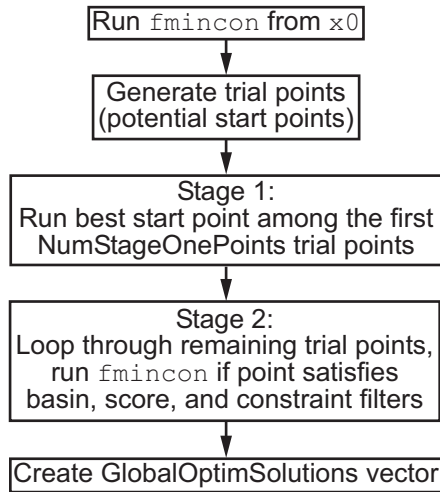 Run fmincon from x0
Generate trial points
(potential start points)
Stage 1:
Run best start point among the first
NumStageOnePoints trial points
Stage 2:
Loop through remaining trial points,
run fmincon if point satisfies
basin, score, and constraint filters
Create GlobalOptimSolutions vector